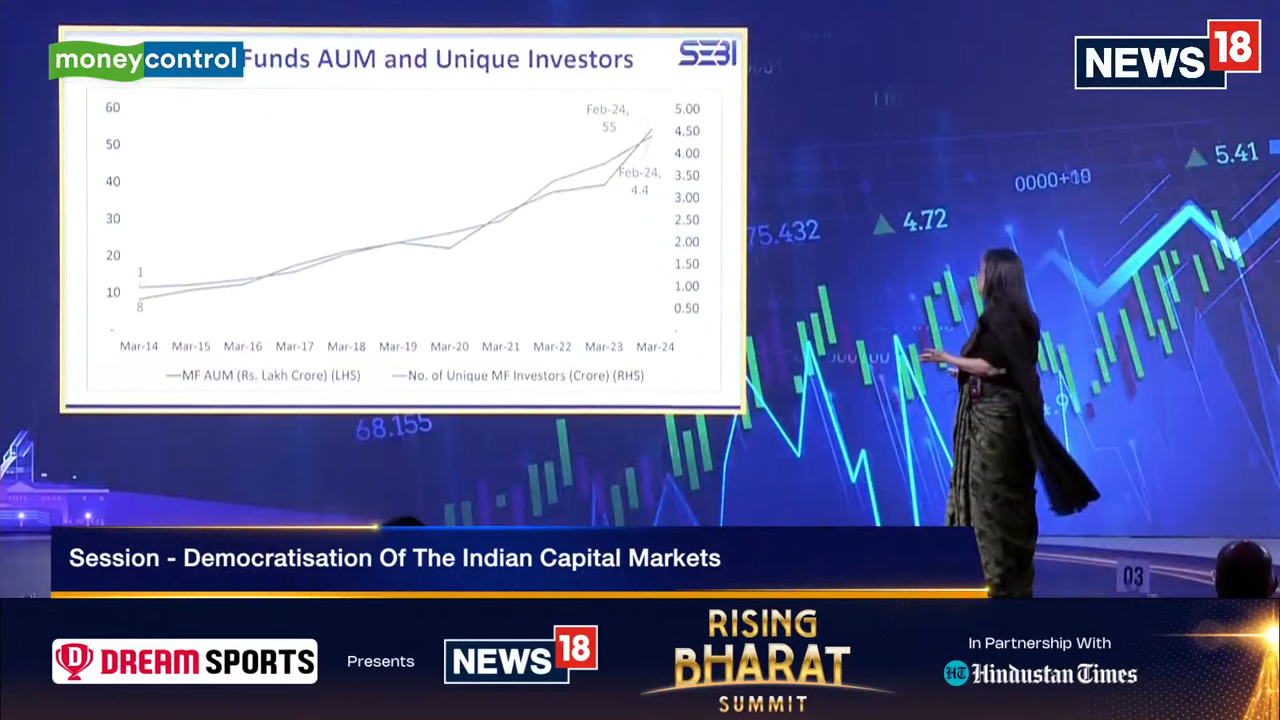 moneycontrol
Funds AUM and Unique Investors
SEBI
NEWS 18
60
50
40
30
20
10
-
5.00
4.50
4.00
3.50
3.00
2.50
2.00
1.50
1.00
0.50
-
Feb-24,
55
Feb-24,
4.4
1
8
Mar-14 Mar-15 Mar-16 Mar-17 Mar-18 Mar-19 Mar-20 Mar-21 Mar-22 Mar-23 Mar-24
MF AUM (Rs. Lakh Crore) (LHS) No. of Unique MF Investors (Crore) (RHS)
5.41
0000+
4.72
75.432
68.155
03
Session - Democratisation Of The Indian Capital Markets
D DREAM SPORTS
Presents
NEWS 18
RISING
BHARAT
SUMMIT
In Partnership With
HT Hindustan Times